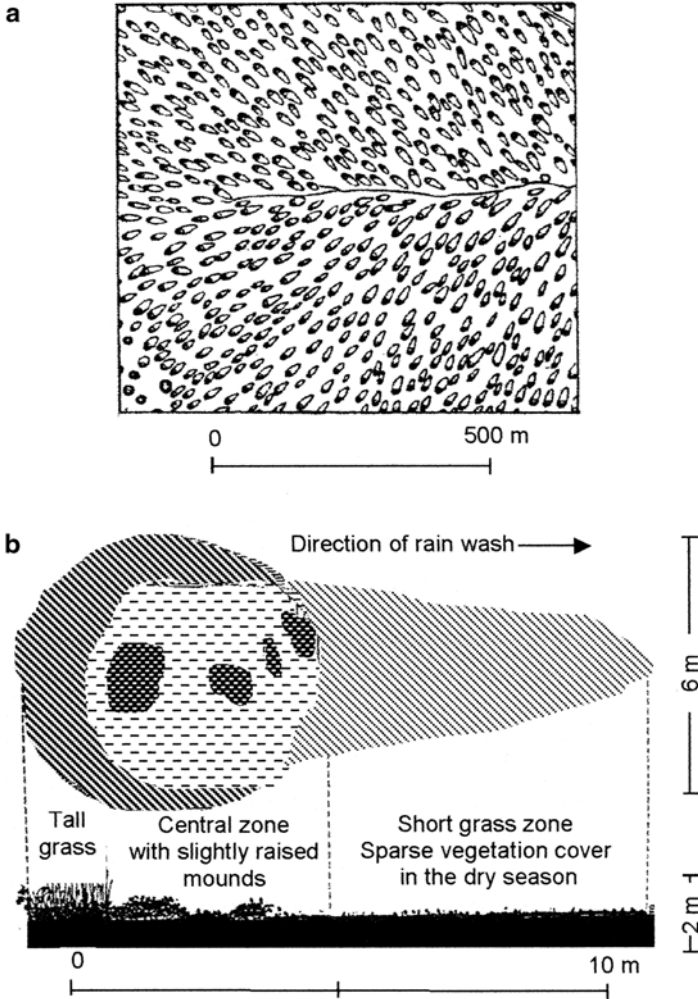 a
0 500 m
b
Direction of rain wash
6 m
Tall
grass
Central zone
with slightly raised
mounds
Short grass zone
Sparse vegetation cover
in the dry season
2 m
0 10 m